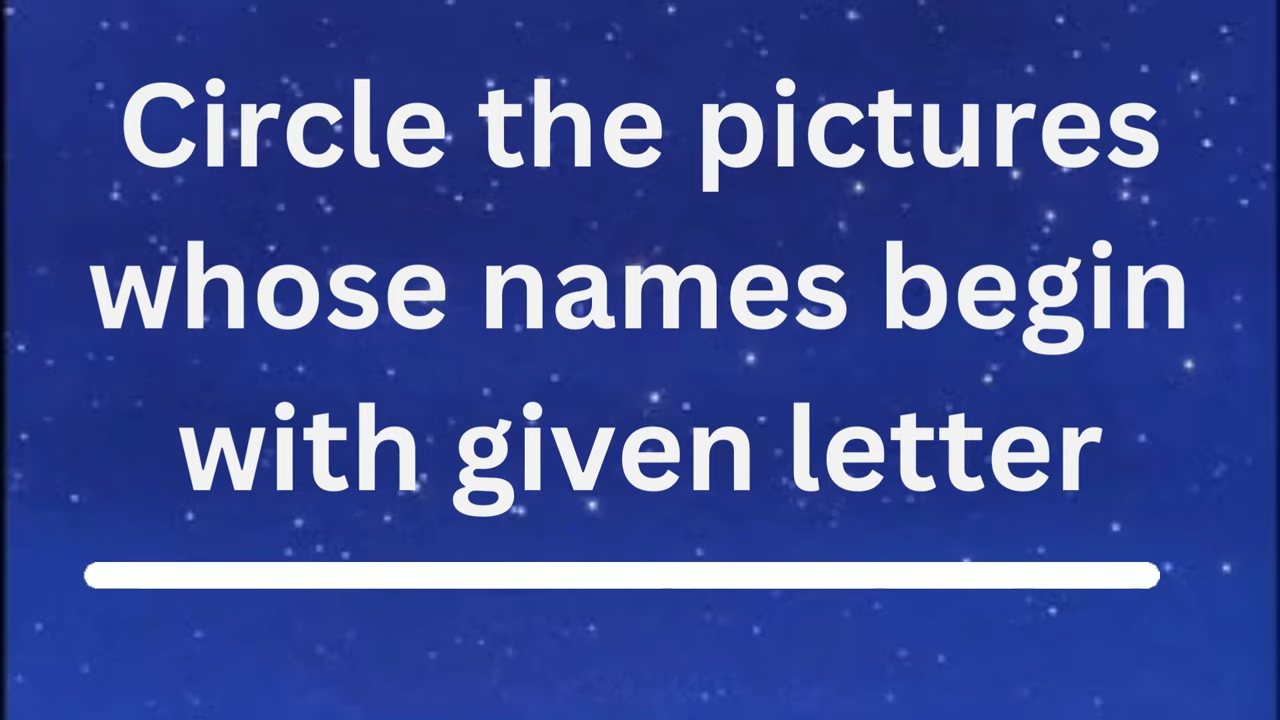 Circle the pictures
whose names begin
with given letter